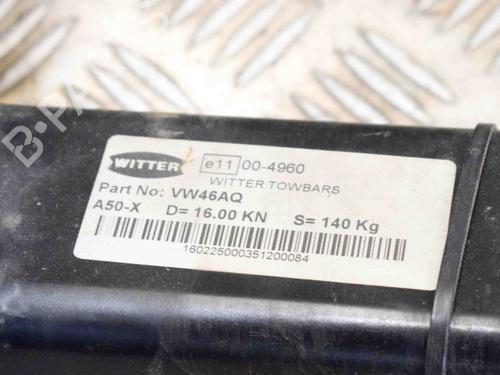 WITTER e11 00-4960
WITTER TOWBARS
Part No: VW46AQ
A50-X D= 16.00 KN S= 140 Kg
160225000351200084